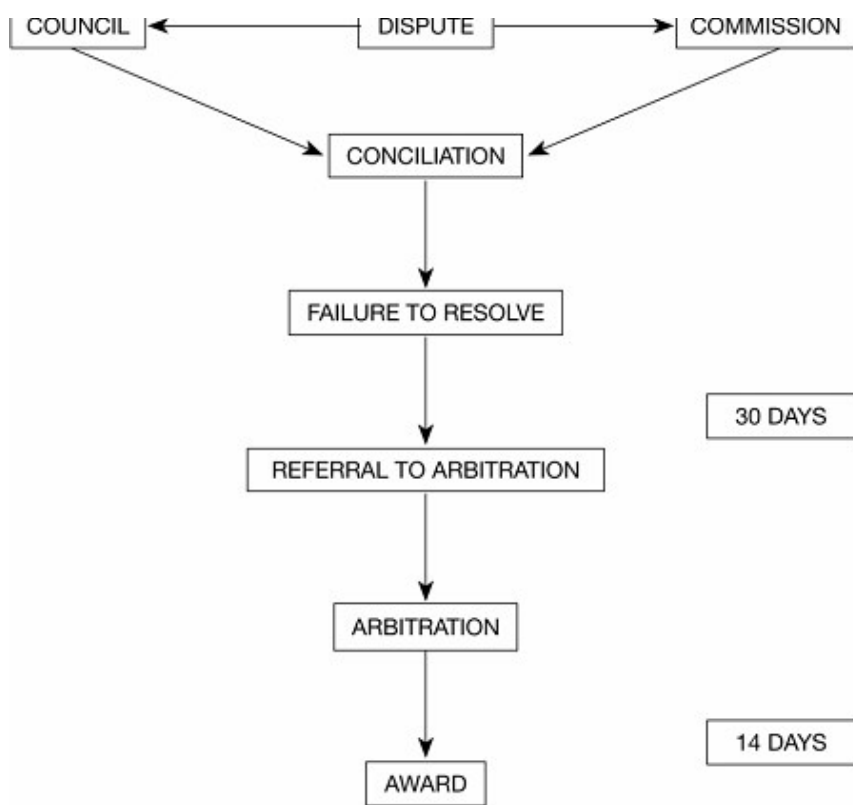 COUNCIL
DISPUTE
COMMISSION
CONCILIATION
FAILURE TO RESOLVE
30 DAYS
REFERRAL TO ARBITRATION
ARBITRATION
14 DAYS
AWARD